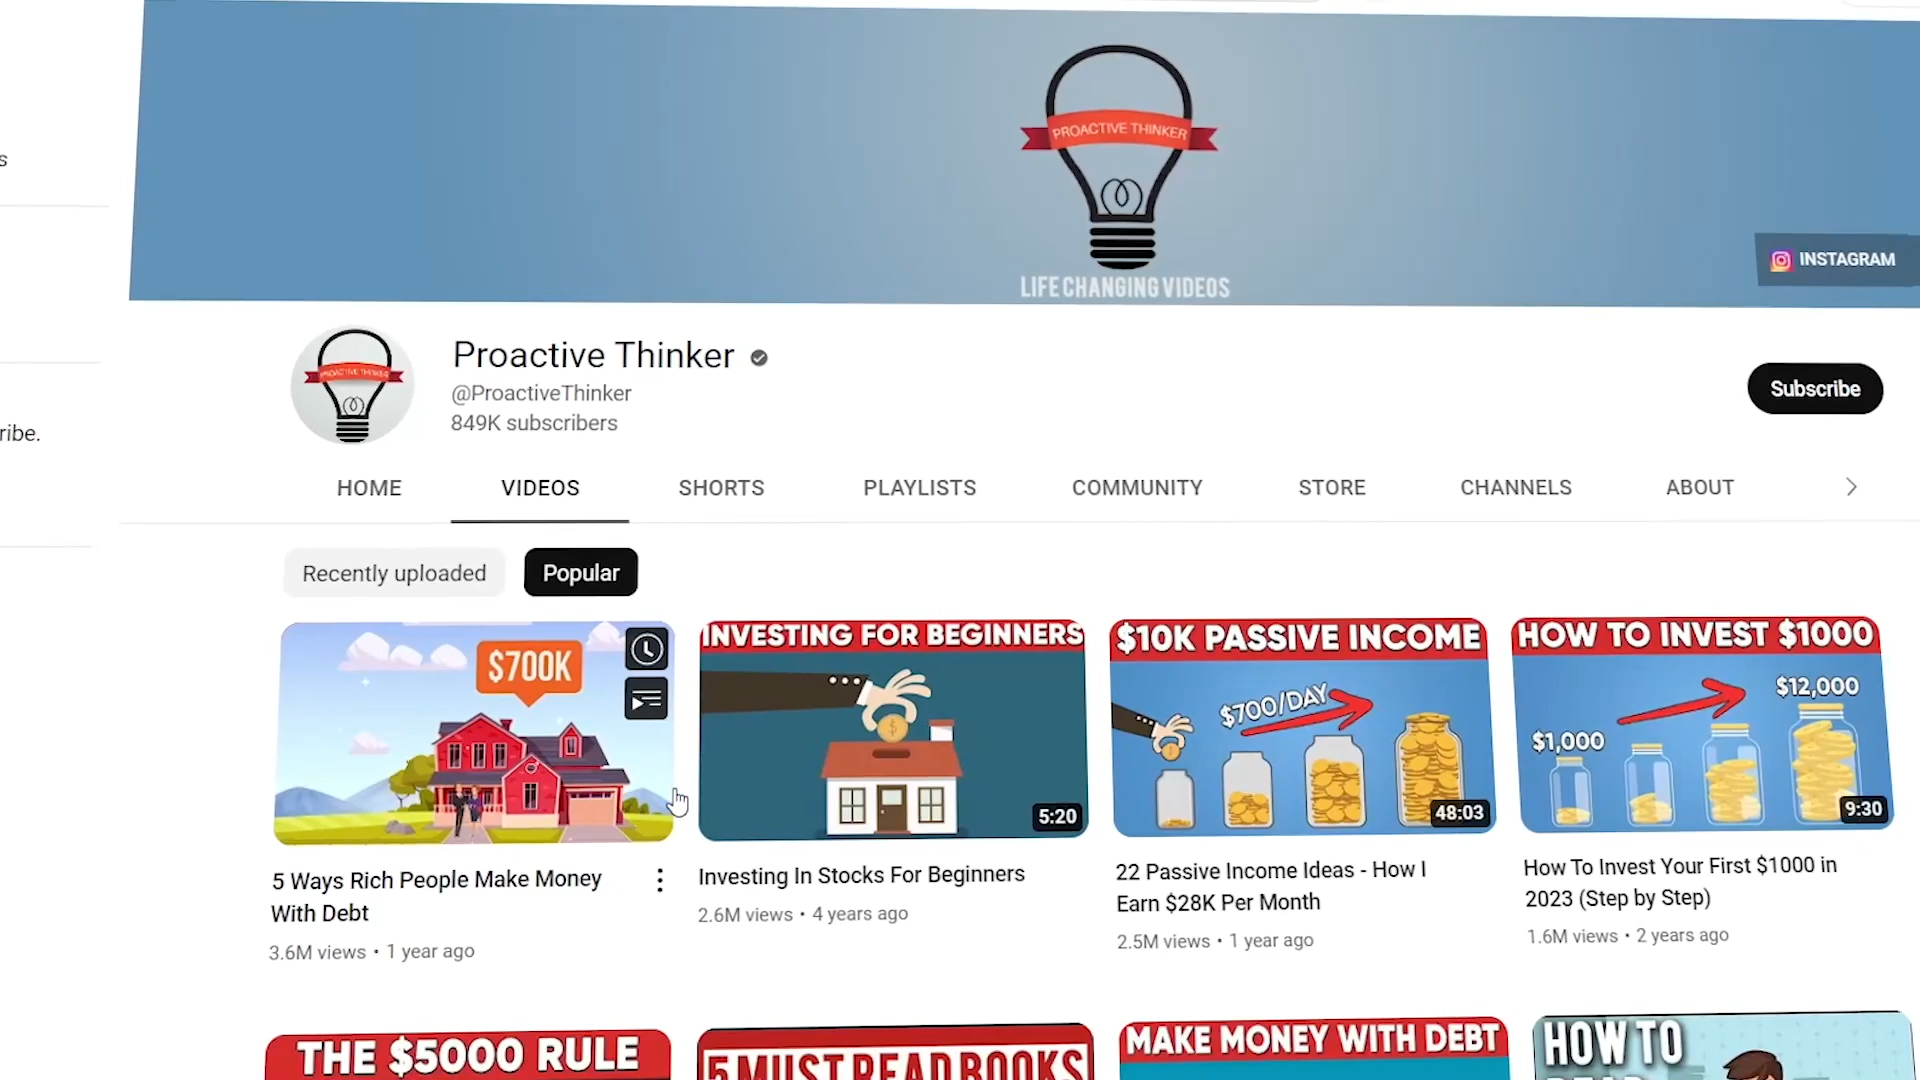 PROACTIVE THINKER
LIFE CHANGING VIDEOS
INSTAGRAM
s
ribe.
PROACTIVE THINKER
Proactive Thinker
@ProactiveThinker
849K subscribers
Subscribe
HOME VIDEOS SHORTS PLAYLISTS COMMUNITY STORE CHANNELS ABOUT
Recently uploaded Popular
$700K
INVESTING FOR BEGINNERS
5:20
$10K PASSIVE INCOME
$700/DAY
48:03
HOW TO INVEST $1000
$1,000
$12,000
9:30
5 Ways Rich People Make Money
With Debt
3.6M views • 1 year ago
Investing In Stocks For Beginners
2.6M views • 4 years ago
22 Passive Income Ideas - How I
Earn $28K Per Month
2.5M views • 1 year ago
How To Invest Your First $1000 in
2023 (Step by Step)
1.6M views • 2 years ago
THE $5000 RULE
5 MUST READ BOOKS
MAKE MONEY WITH DEBT
HOW TO